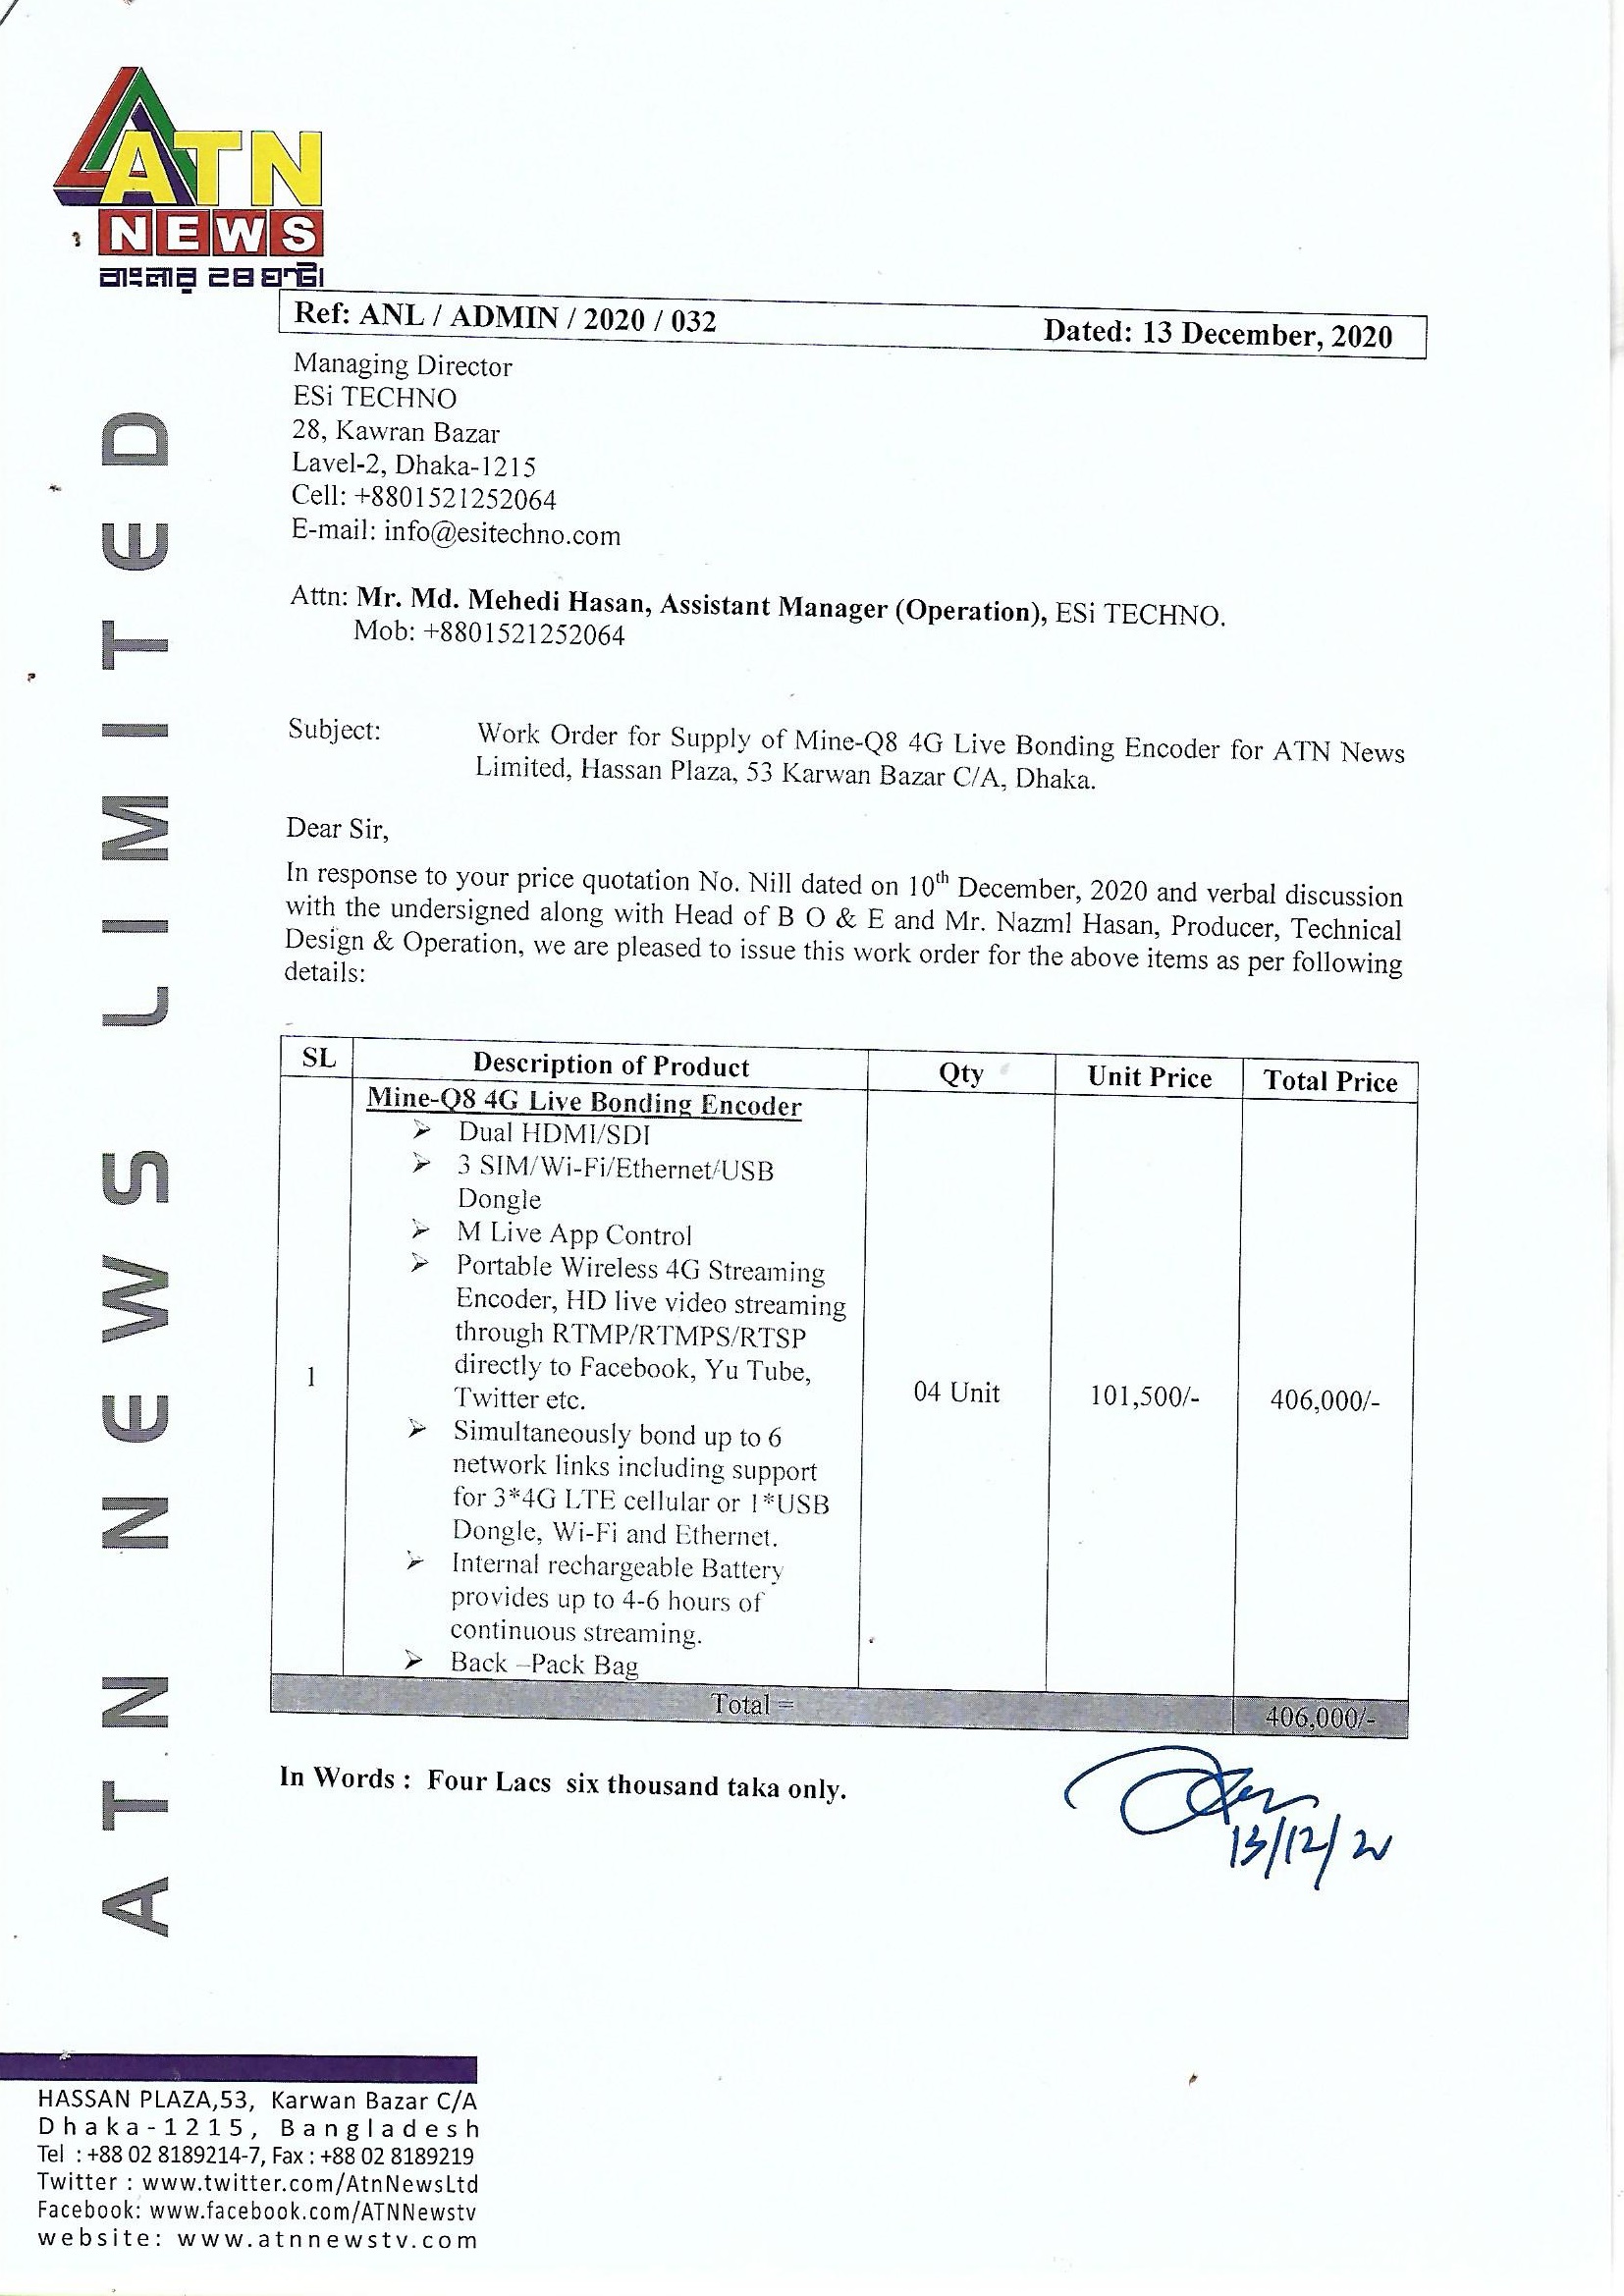 ATN
NEWS
বাংলার ২৪ ঘণ্টা
ATN NEWS LIMITED
Ref: ANL / ADMIN / 2020 / 032 Dated: 13 December, 2020
Managing Director
ESi TECHNO
28, Kawran Bazar
Lavel-2, Dhaka-1215
Cell: +8801521252064
E-mail: info@esitechno.com
Attn: Mr. Md. Mehedi Hasan, Assistant Manager (Operation), ESi TECHNO.
Mob: +8801521252064
Subject: Work Order for Supply of Mine-Q8 4G Live Bonding Encoder for ATN News
Limited, Hassan Plaza, 53 Karwan Bazar C/A, Dhaka.
Dear Sir,
In response to your price quotation No. Nill dated on 10th December, 2020 and verbal discussion
with the undersigned along with Head of B O & E and Mr. Nazml Hasan, Producer, Technical
Design & Operation, we are pleased to issue this work order for the above items as per following
details:
SL Description of Product Qty Unit Price Total Price
Mine-Q8 4G Live Bonding Encoder
➢ Dual HDMI/SDI
➢ 3 SIM/Wi-Fi/Ethernet/USB
Dongle
➢ M Live App Control
➢ Portable Wireless 4G Streaming
Encoder, HD live video streaming
through RTMP/RTMPS/RTSP
directly to Facebook, Yu Tube,
Twitter etc.
1 04 Unit 101,500/- 406,000/-
➢ Simultaneously bond up to 6
network links including support
for 3*4G LTE cellular or 1*USB
Dongle, Wi-Fi and Ethernet.
➢ Internal rechargeable Battery
provides up to 4-6 hours of
continuous streaming.
➢ Back –Pack Bag
Total = 406,000/-
In Words : Four Lacs six thousand taka only.
13/12/20
HASSAN PLAZA,53, Karwan Bazar C/A
Dhaka-1215, Bangladesh
Tel : +88 02 8189214-7, Fax : +88 02 8189219
Twitter : www.twitter.com/AtnNewsLtd
Facebook: www.facebook.com/ATNNewstv
website: www.atnnewstv.com